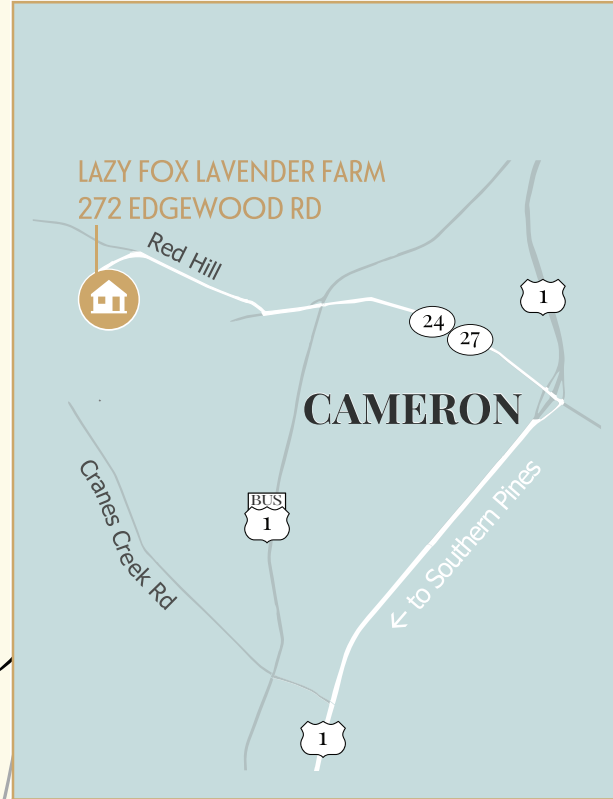 LAZY FOX LAVENDER FARM
272 EDGEWOOD RD
Red Hill
1
24
27
CAMERON
Cranes Creek Rd
BUS
1
← to Southern Pines
1